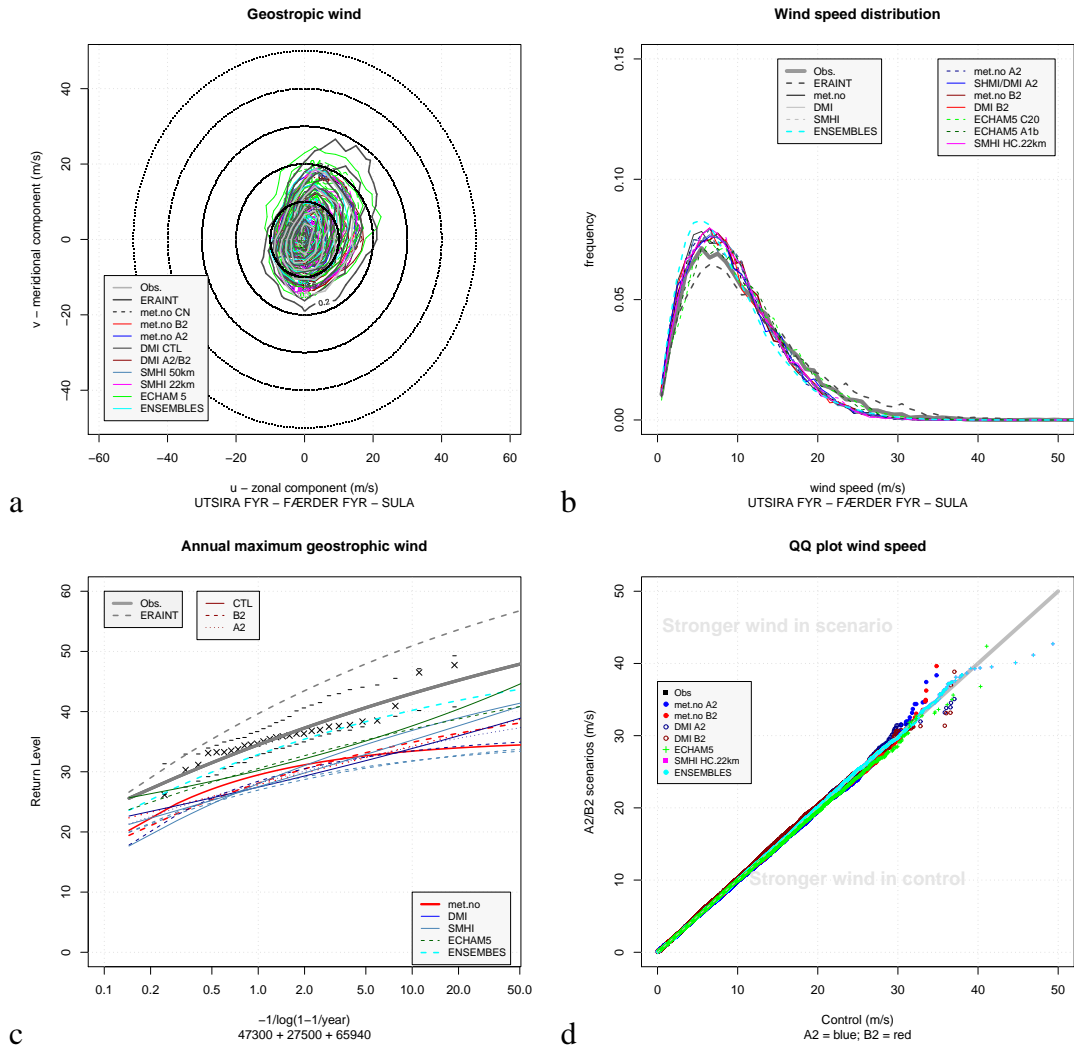 Geostropic wind
v − meridional component (m/s)
40
20
0
−20
−40
0.2
Obs.
ERAINT
met.no CN
met.no B2
met.no A2
DMI CTL
DMI A2/B2
SMHI 50km
SMHI 22km
ECHAM 5
ENSEMBLES
−60
−40
−20
0
20
40
60
u − zonal component (m/s)
UTSIRA FYR − FÆRDER FYR − SULA
a
Wind speed distribution
frequency
0.15
0.10
0.05
0.00
Obs.
ERAINT
met.no
DMI
SMHI
ENSEMBLES
met.no A2
SHMI/DMI A2
met.no B2
DMI B2
ECHAM5 C20
ECHAM5 A1b
SMHI HC.22km
0
10
20
30
40
50
wind speed (m/s)
UTSIRA FYR − FÆRDER FYR − SULA
b
Annual maximum geostrophic wind
Return Level
60
50
40
30
20
10
0
Obs.
ERAINT
CTL
B2
A2
met.no
DMI
SMHI
ECHAM5
ENSEMBES
0.1
0.2
0.5
1.0
2.0
5.0
10.0
20.0
50.0
−1/log(1−1/year)
47300 + 27500 + 65940
c
QQ plot wind speed
A2/B2 scenarios (m/s)
50
40
30
20
10
0
Stronger wind in scenario
Stronger wind in control
Obs
met.no A2
met.no B2
DMI A2
DMI B2
ECHAM5
SMHI HC.22km
ENSEMBLES
0
10
20
30
40
50
Control (m/s)
A2 = blue; B2 = red
d